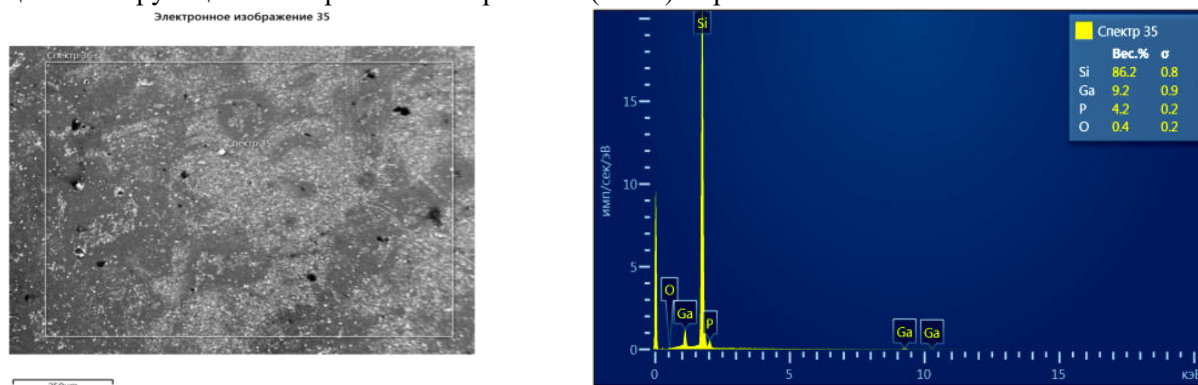 Электронное изображение 35
Спектр 35
Спектр 35
Вес.% σ
Si 86.2 0.8
Ga 9.2 0.9
P 4.2 0.2
O 0.4 0.2
Si
O
Ga
P
Ga
Ga
имп/сек/эВ
15
10
5
0
0
5
10
15
кэВ